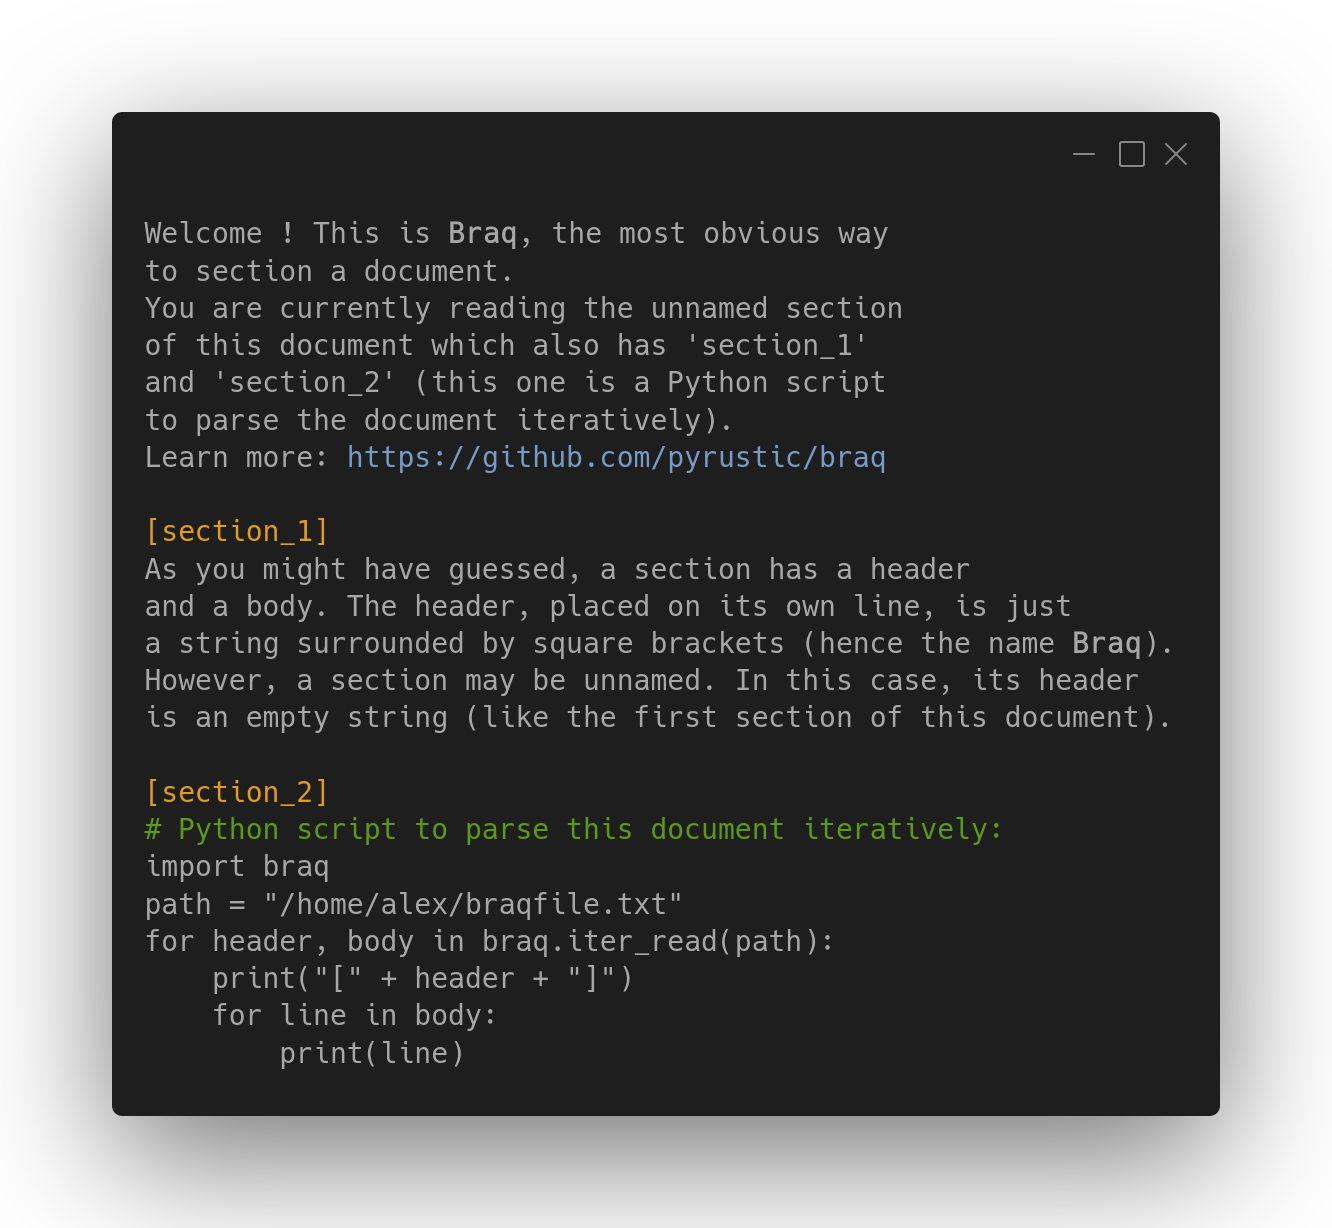 Welcome ! This is Braq, the most obvious way
to section a document.
You are currently reading the unnamed section
of this document which also has 'section_1'
and 'section_2' (this one is a Python script
to parse the document iteratively).
Learn more: https://github.com/pyrustic/braq

[section_1]
As you might have guessed, a section has a header
and a body. The header, placed on its own line, is just
a string surrounded by square brackets (hence the name Braq).
However, a section may be unnamed. In this case, its header
is an empty string (like the first section of this document).

[section_2]
# Python script to parse this document iteratively:
import braq
path = "/home/alex/braqfile.txt"
for header, body in braq.iter_read(path):
    print("[" + header + "]")
    for line in body:
        print(line)